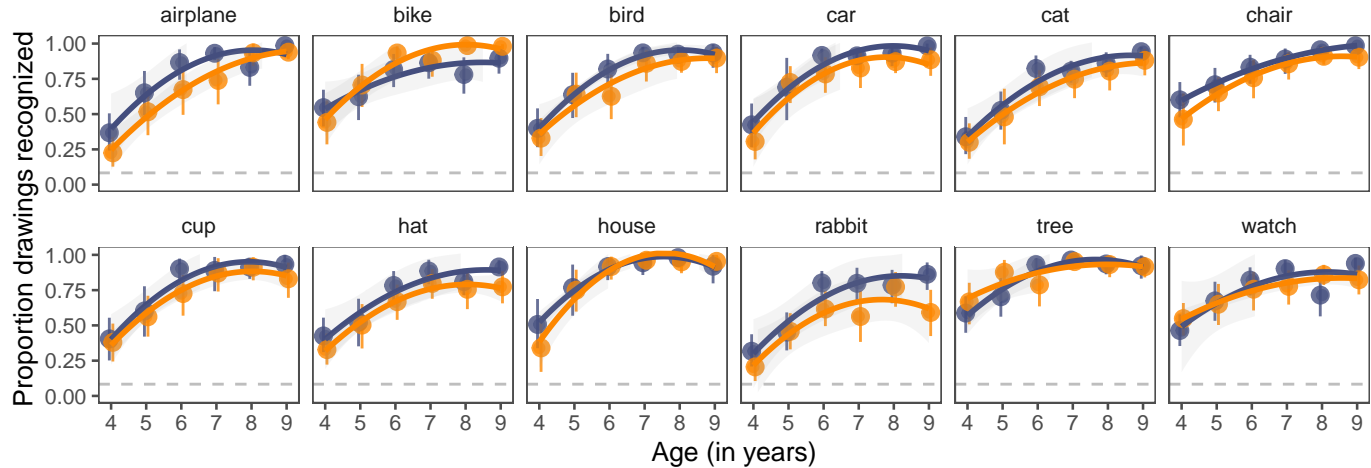 airplane bike bird car cat chair
1.00
0.75
0.50
0.25
0.00
cup hat house rabbit tree watch
1.00
0.75
0.50
0.25
0.00
Proportion drawings recognized
4 5 6 7 8 9 4 5 6 7 8 9 4 5 6 7 8 9 4 5 6 7 8 9 4 5 6 7 8 9 4 5 6 7 8 9
Age (in years)